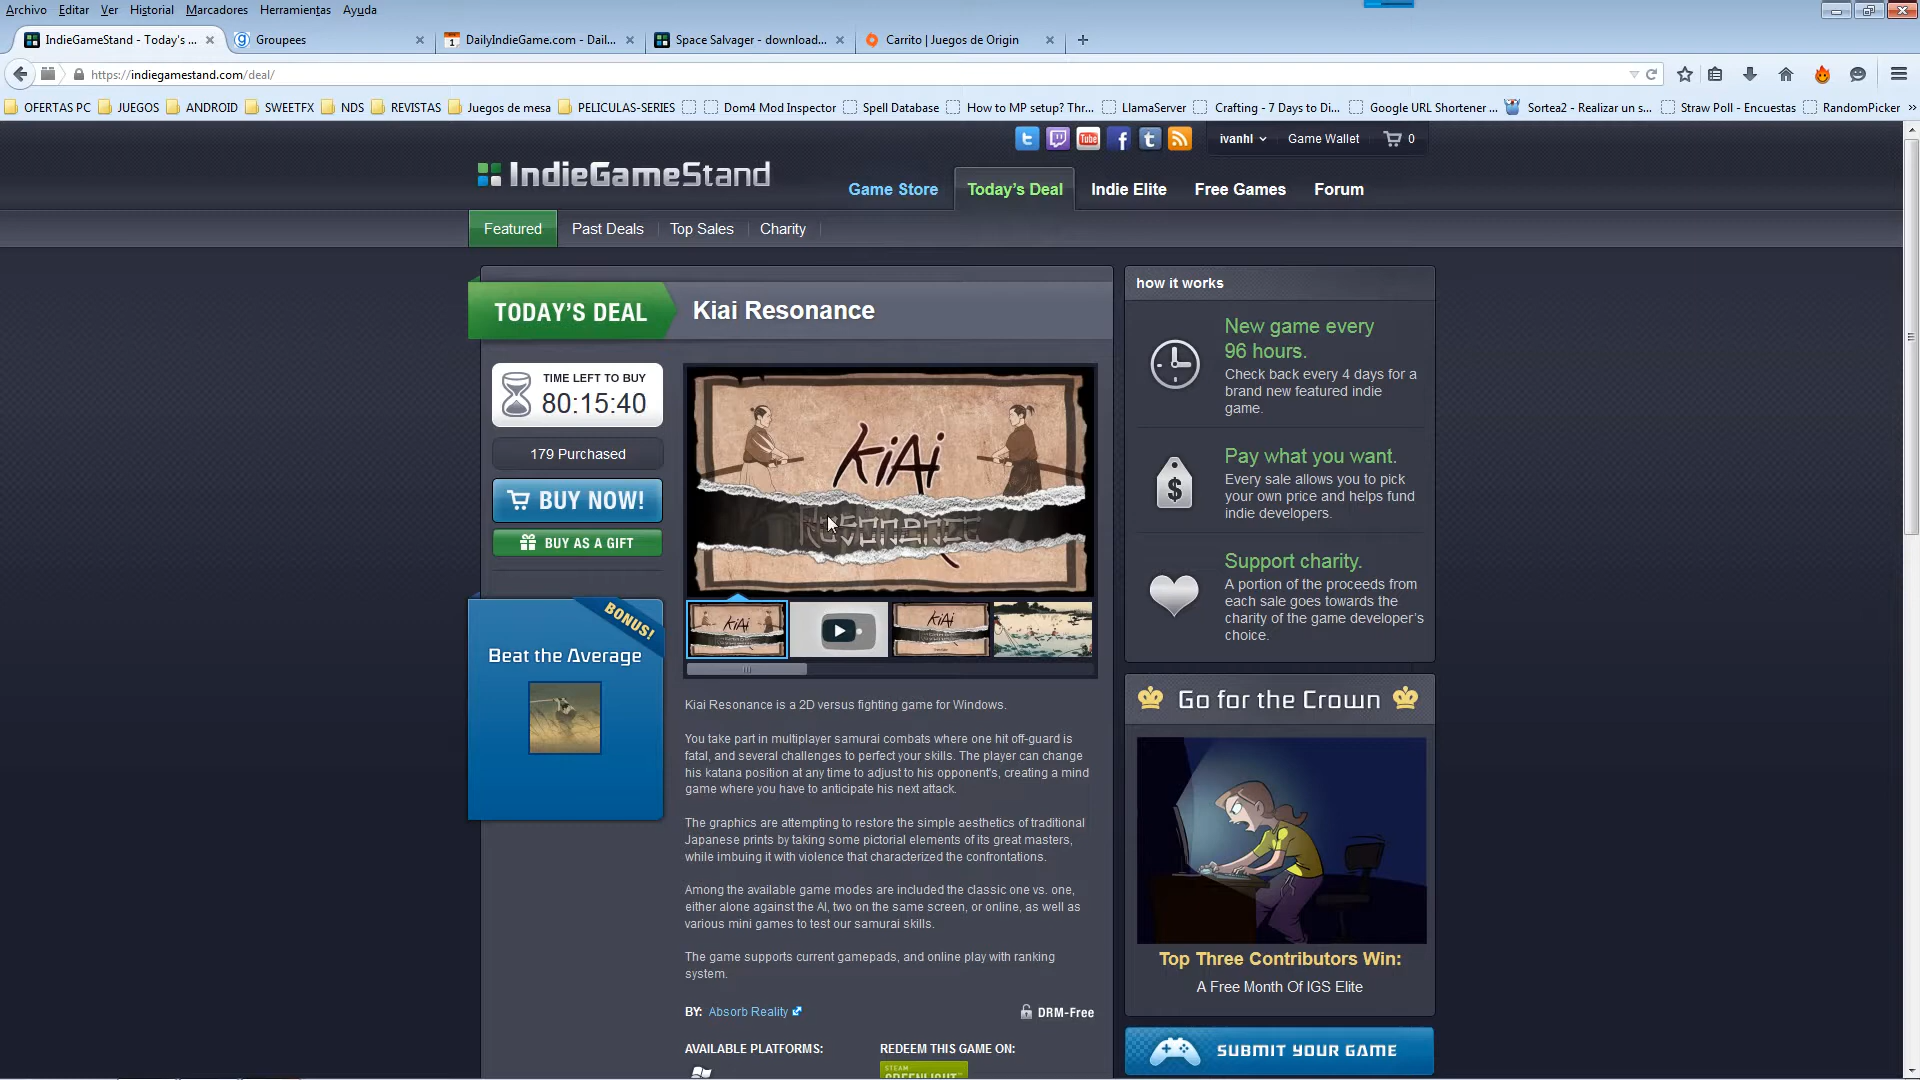 Archivo Editar Ver Historial Marcadores Herramientas Ayuda
IndieGameStand - Today's ... Groupees DailyIndieGame.com - Dail... Space Salvager - download... Carrito | Juegos de Origin
https://indiegamestand.com/deal/
OFERTAS PC JUEGOS ANDROID SWEETFX NDS REVISTAS Juegos de mesa PELICULAS-SERIES Dom4 Mod Inspector Spell Database How to MP setup? Thr... LlamaServer Crafting - 7 Days to Di... Google URL Shortener ... Sortea2 - Realizar un s... Straw Poll - Encuestas RandomPicker
You Tube ivanhl Game Wallet 0
IndieGameStand
Game Store Today's Deal Indie Elite Free Games Forum
Featured Past Deals Top Sales Charity
TODAY'S DEAL Kiai Resonance
TIME LEFT TO BUY
80:15:40
179 Purchased
BUY NOW!
BUY AS A GIFT
BONUS!
Beat the Average
KiAi
Resonance
Kiai Resonance is a 2D versus fighting game for Windows.
You take part in multiplayer samurai combats where one hit off-guard is
fatal, and several challenges to perfect your skills. The player can change
his katana position at any time to adjust to his opponent's, creating a mind
game where you have to anticipate his next attack.
The graphics are attempting to restore the simple aesthetics of traditional
Japanese prints by taking some pictorial elements of its great masters,
while imbuing it with violence that characterized the confrontations.
Among the available game modes are included the classic one vs. one,
either alone against the AI, two on the same screen, or online, as well as
various mini games to test our samurai skills.
The game supports current gamepads, and online play with ranking
system.
BY: Absorb Reality DRM-Free
AVAILABLE PLATFORMS: REDEEM THIS GAME ON:
STEAM
GREENLIGHT
how it works
New game every
96 hours.
Check back every 4 days for a
brand new featured indie
game.
Pay what you want.
Every sale allows you to pick
your own price and helps fund
indie developers.
Support charity.
A portion of the proceeds from
each sale goes towards the
charity of the game developer's
choice.
Go for the Crown
Top Three Contributors Win:
A Free Month Of IGS Elite
SUBMIT YOUR GAME